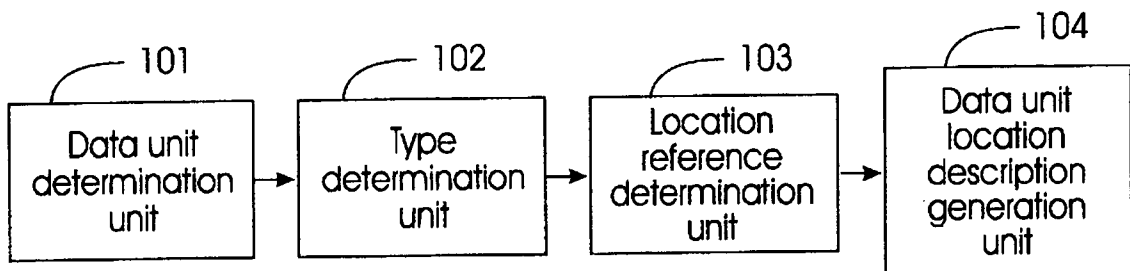 101
102
103
104
Data unit
determination
unit
Type
determination
unit
Location
reference
determination
unit
Data unit
location
description
generation
unit